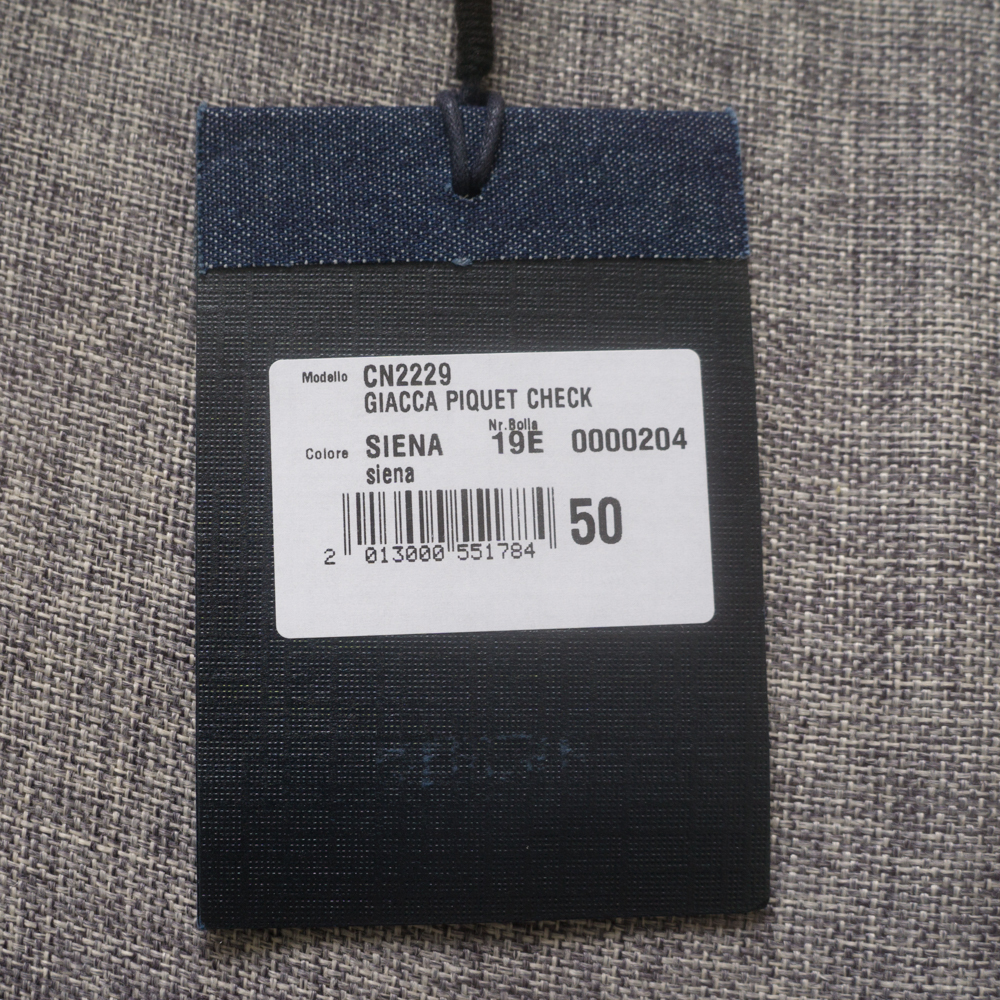 Modello CN2229
GIACCA PIQUET CHECK
Nr.Bolla
Colore SIENA 19E 0000204
siena
50
2 013000 551784